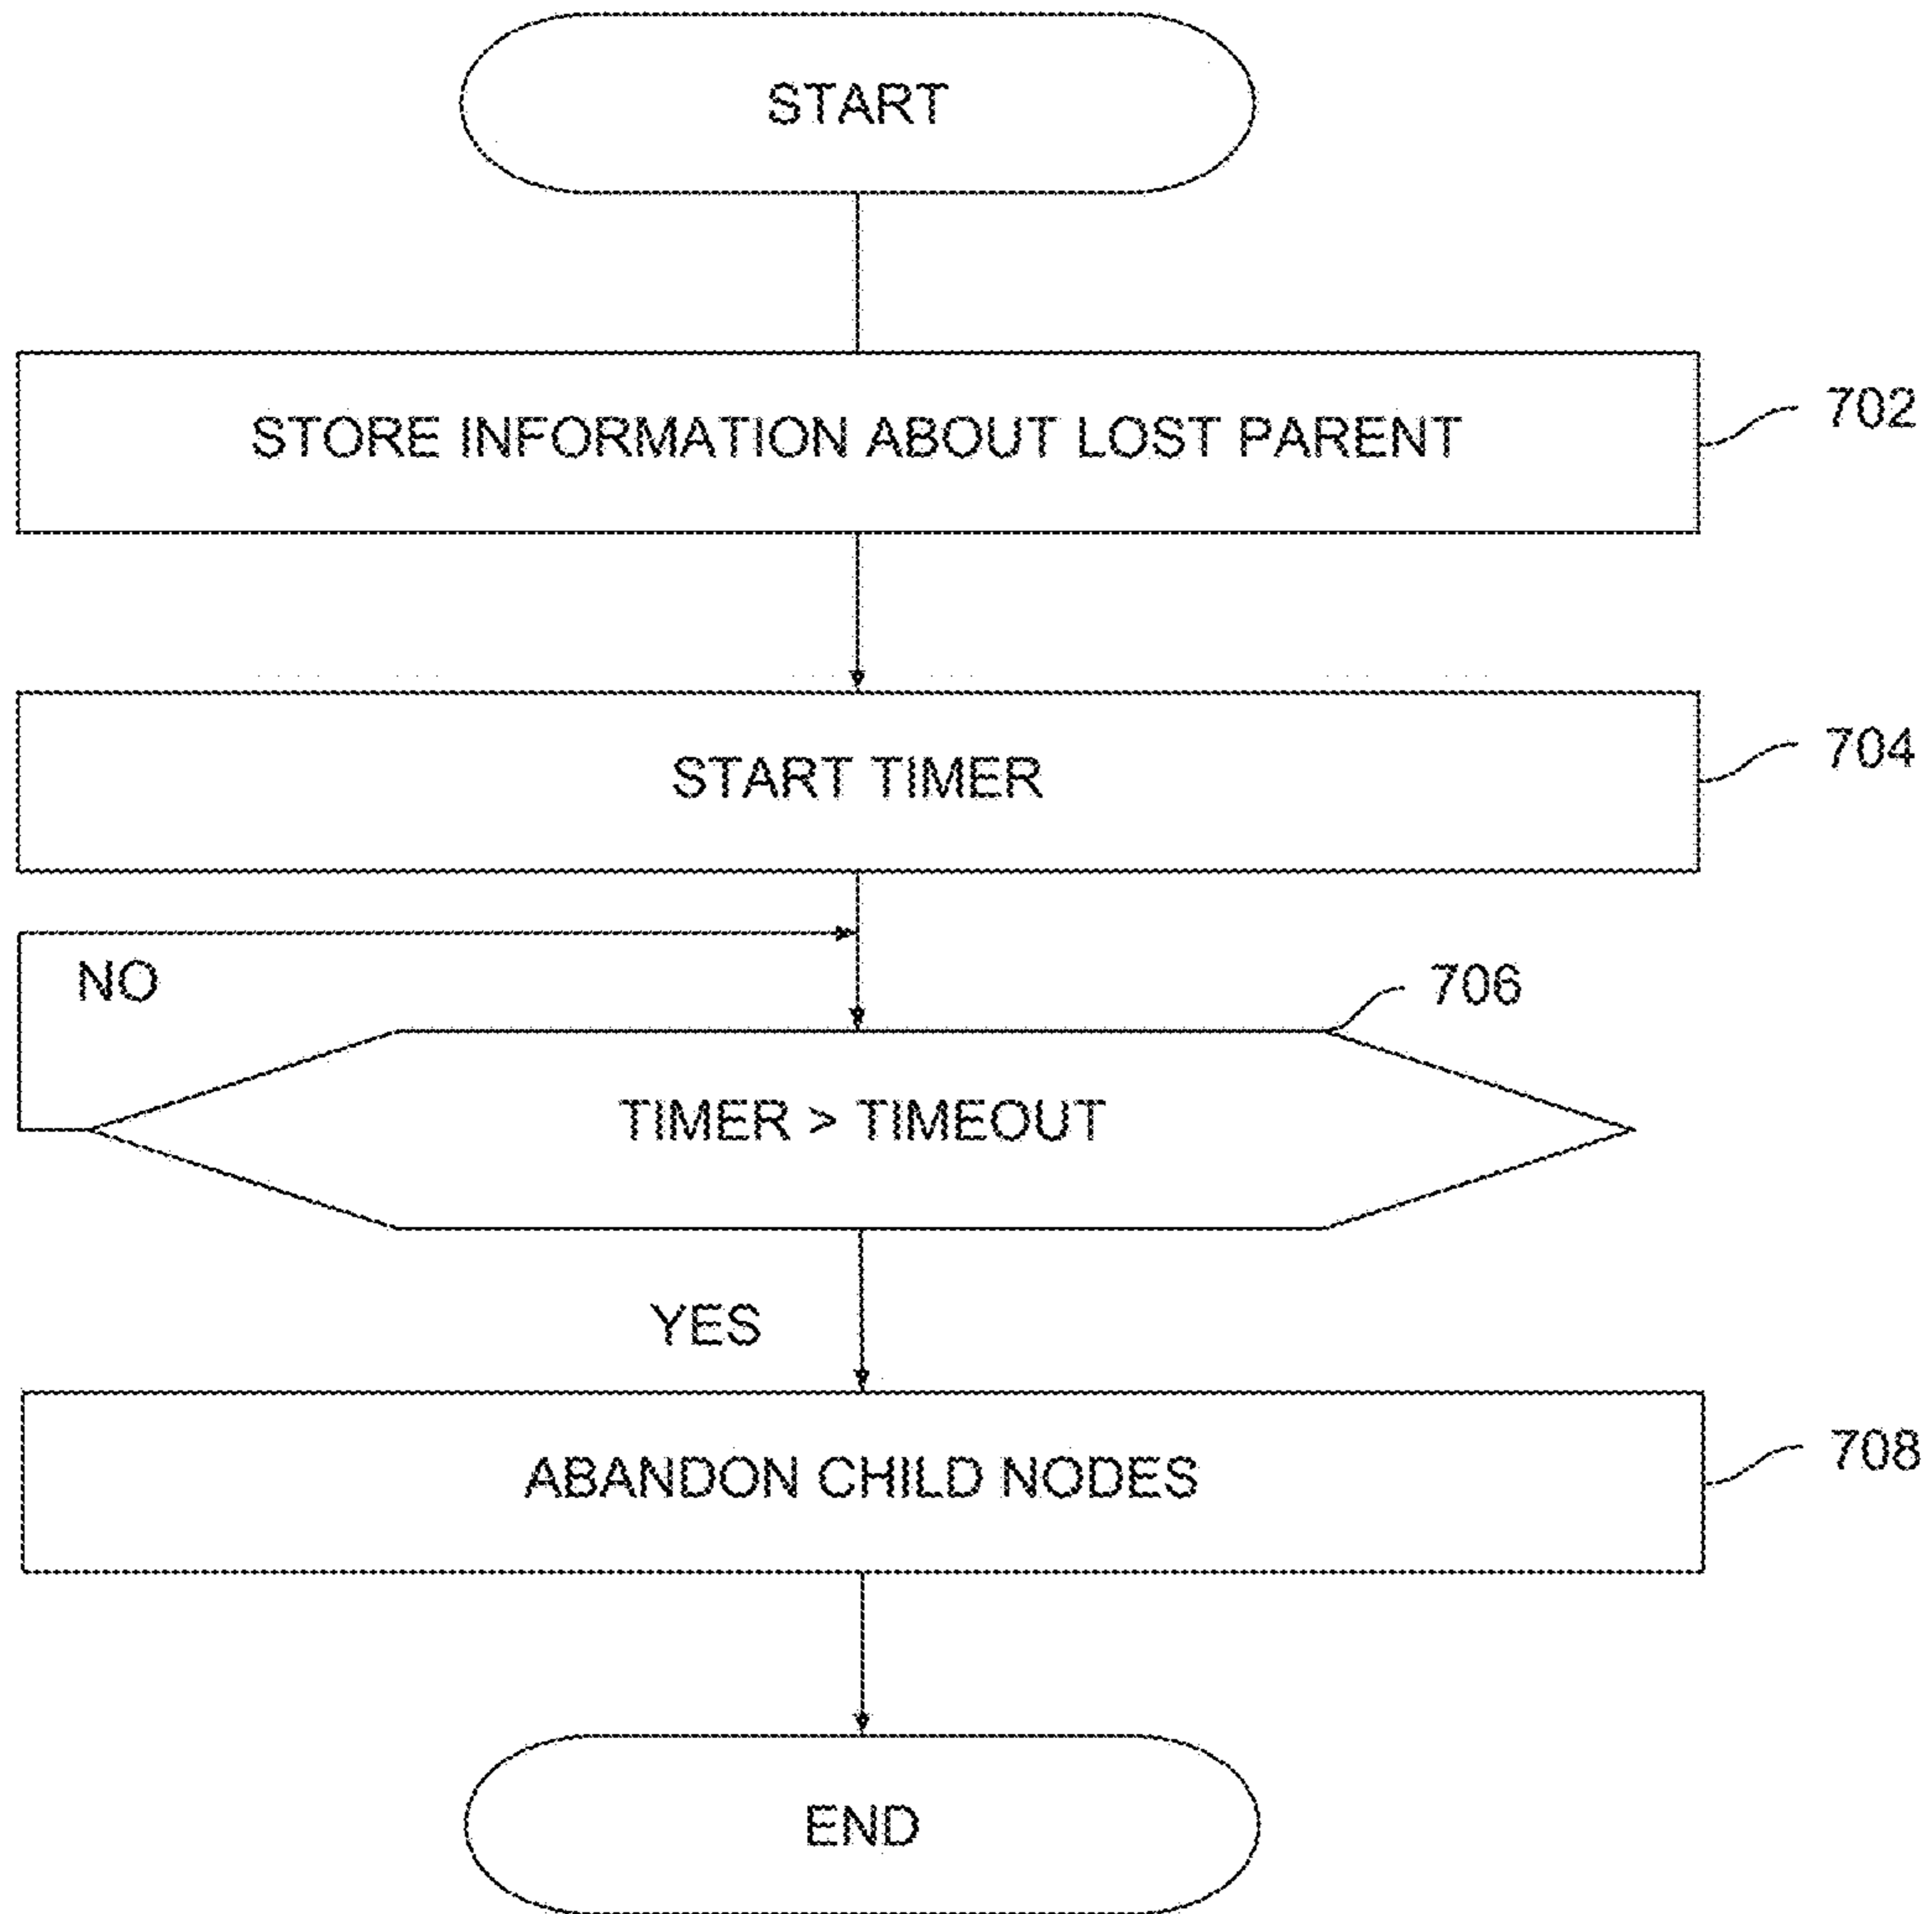 START
STORE INFORMATION ABOUT LOST PARENT
702
START TIMER
704
NO
706
TIMER > TIMEOUT
YES
ABANDON CHILD NODES
708
END